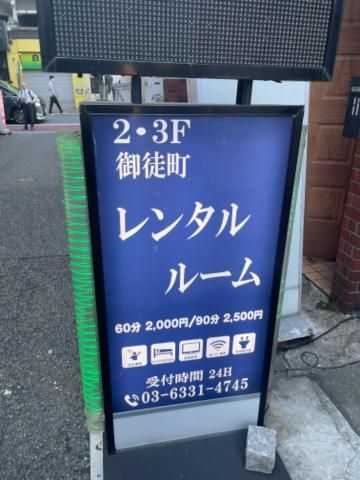 2・3F
御徒町
レンタル
ルーム
60分 2,000円/90分 2,500円
受付時間 24H
03-6331-4745